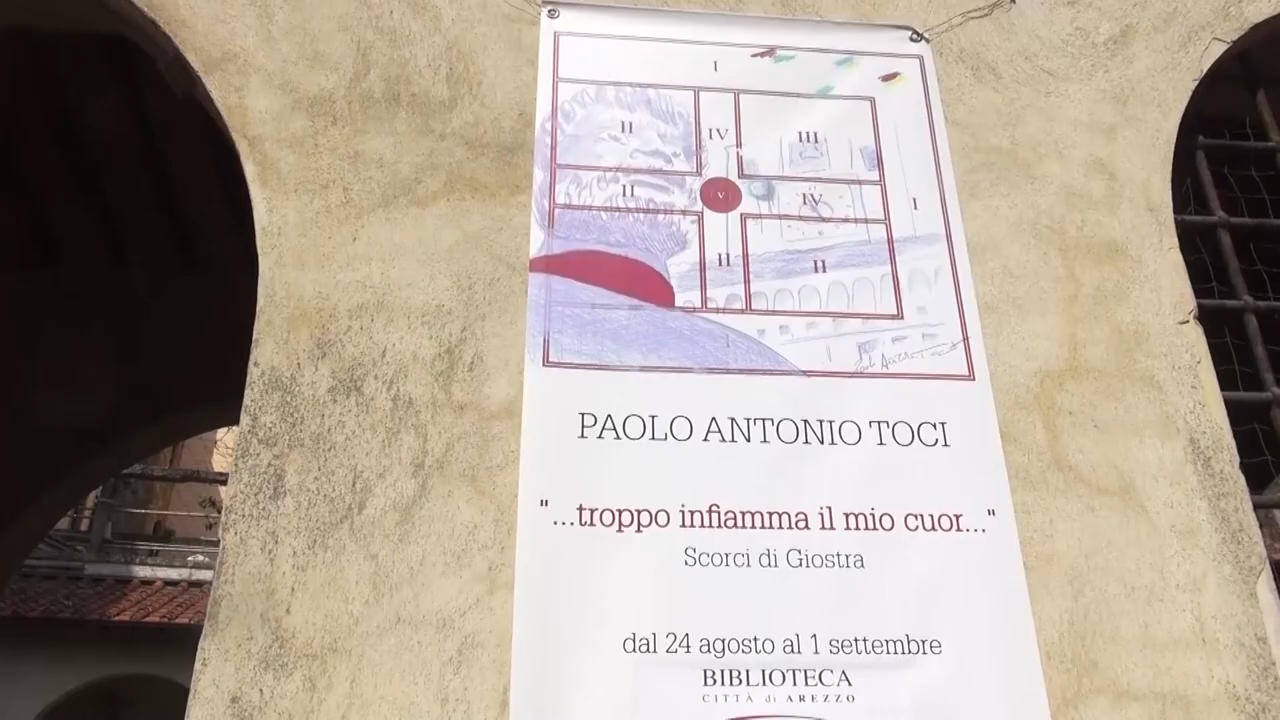 I
II IV III
II V IV I
II II
I
PAOLO ANTONIO TOCI
"...troppo infiamma il mio cuor..."
Scorci di Giostra
dal 24 agosto al 1 settembre
BIBLIOTECA
CITTÀ di AREZZO